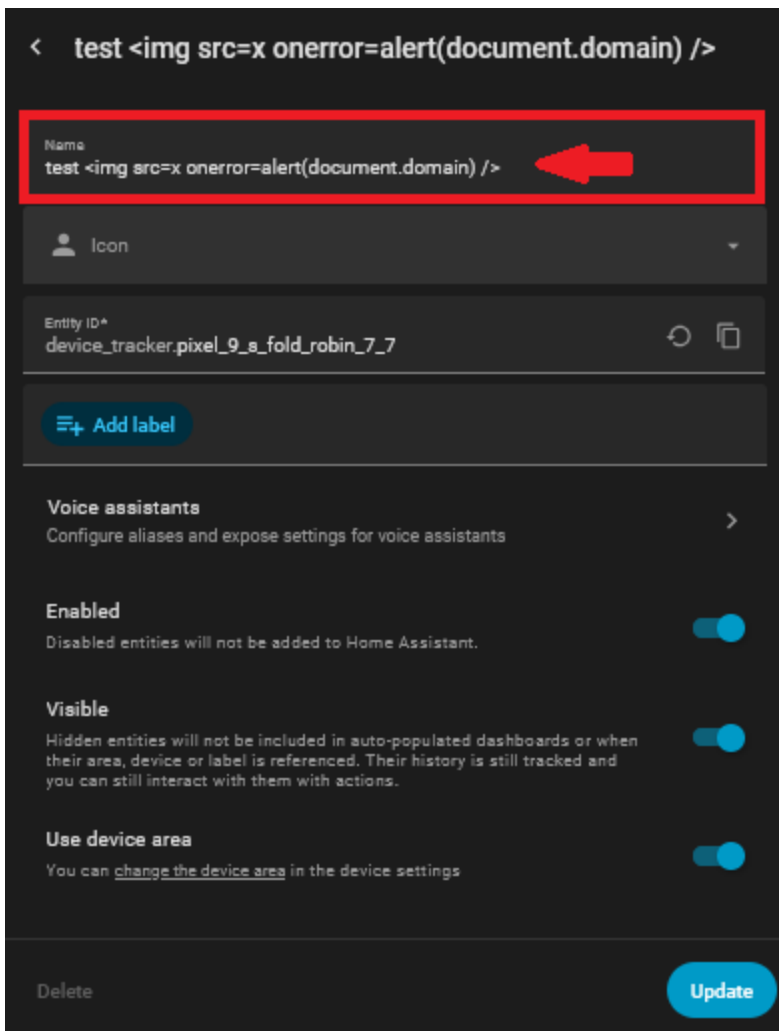 test <img src=x onerror=alert(document.domain) />
Name
test <img src=x onerror=alert(document.domain) />
Icon
Entity ID*
device_tracker.pixel_9_s_fold_robin_7_7
Add label
Voice assistants
Configure aliases and expose settings for voice assistants
Enabled
Disabled entities will not be added to Home Assistant.
Visible
Hidden entities will not be included in auto-populated dashboards or when
their area, device or label is referenced. Their history is still tracked and
you can still interact with them with actions.
Use device area
You can change the device area in the device settings
Delete
Update